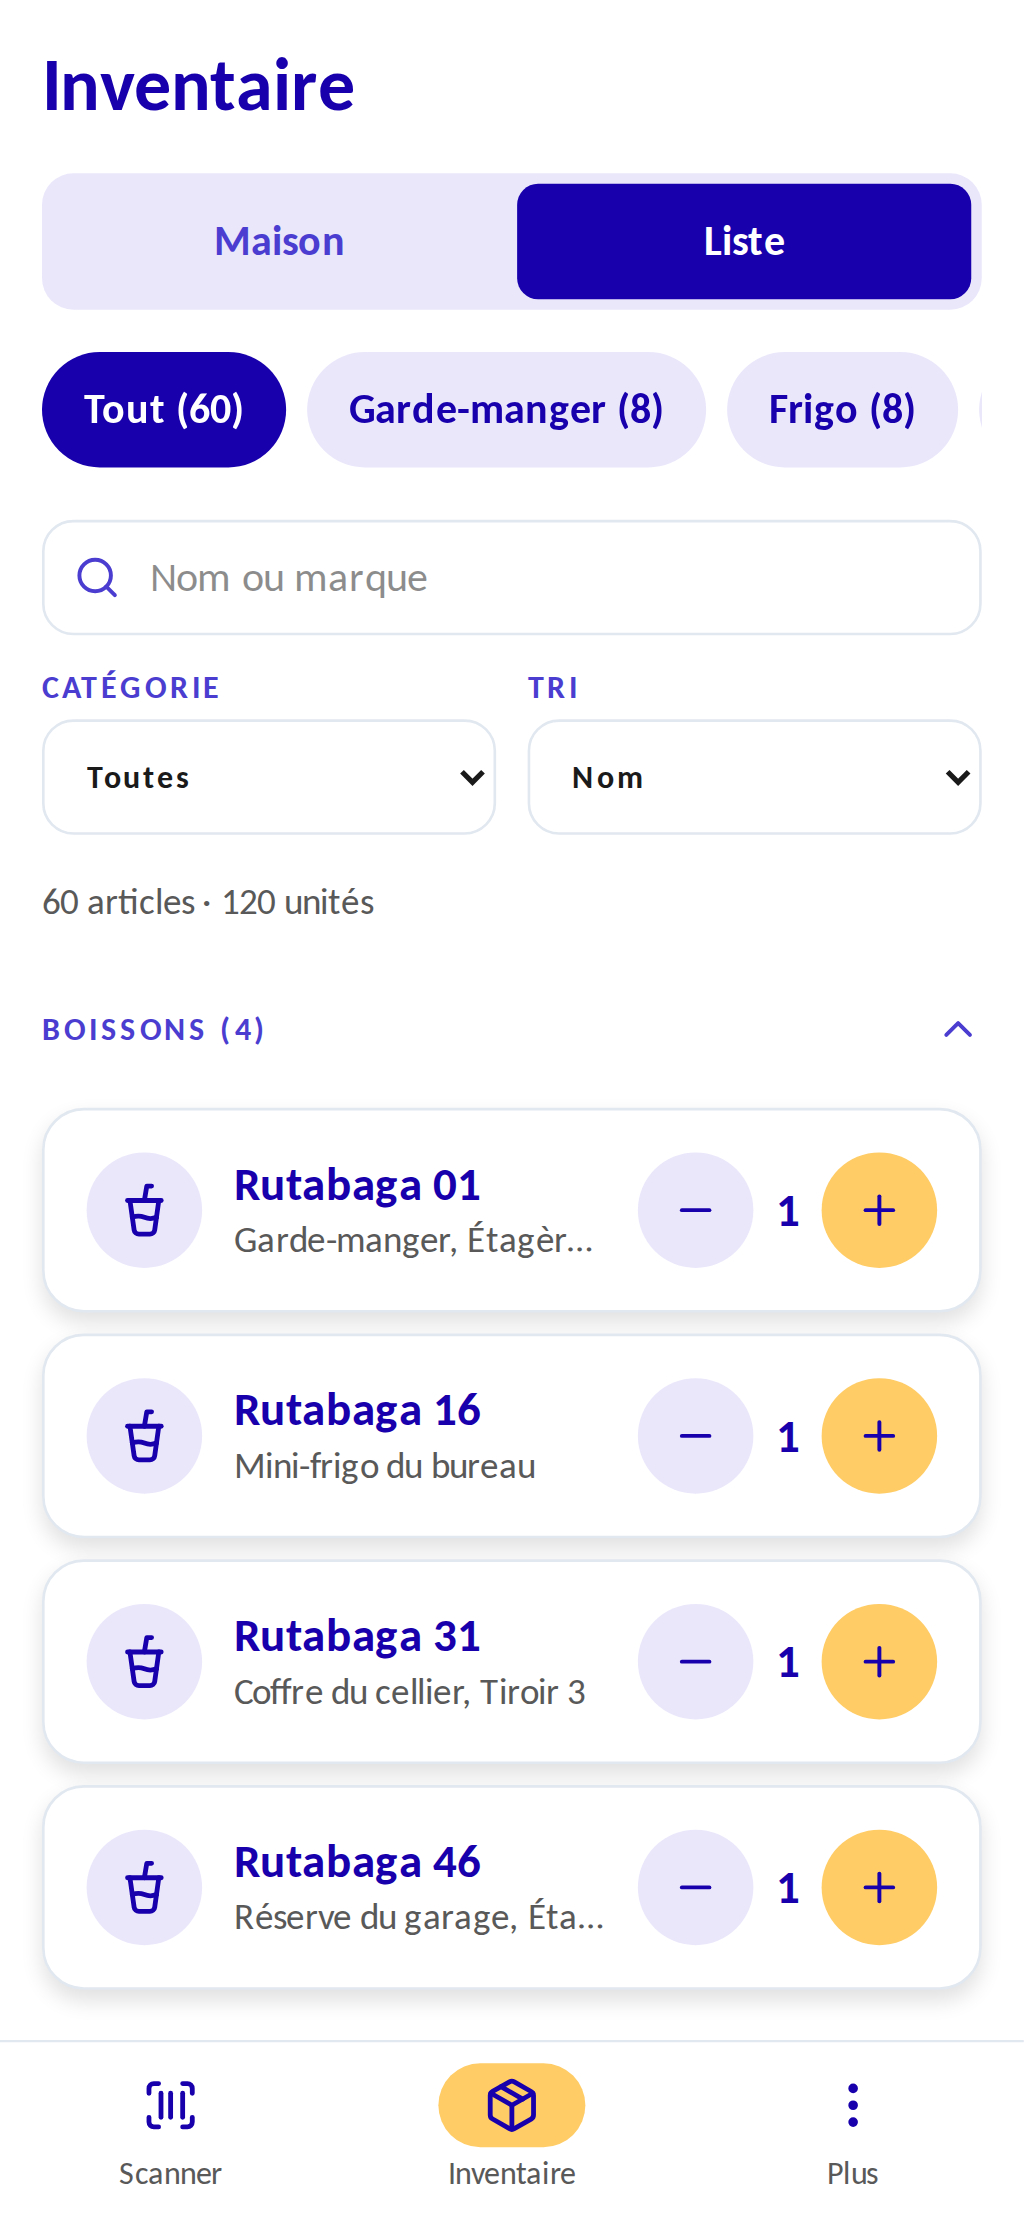 Inventaire
Maison Liste
Tout (60) Garde-manger (8) Frigo (8)
Nom ou marque
CATÉGORIE TRI
Toutes Nom
60 articles · 120 unités
BOISSONS (4)
Rutabaga 01
Garde-manger, Étagèr...
1
Rutabaga 16
Mini-frigo du bureau
1
Rutabaga 31
Coffre du cellier, Tiroir 3
1
Rutabaga 46
Réserve du garage, Éta...
1
Scanner Inventaire Plus